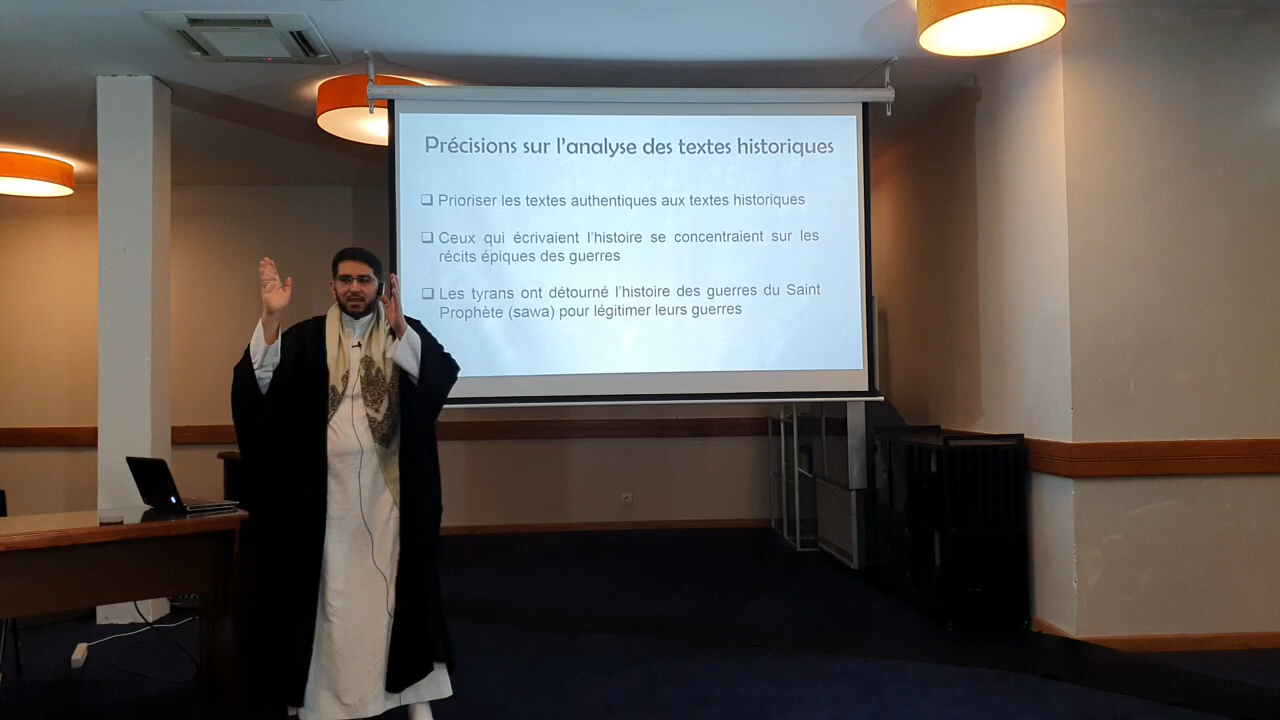 Précisions sur l'analyse des textes historiques
❑ Prioriser les textes authentiques aux textes historiques
❑ Ceux qui écrivaient l'histoire se concentraient sur les
récits épiques des guerres
❑ Les tyrans ont détourné l'histoire des guerres du Saint
Prophète (sawa) pour légitimer leurs guerres